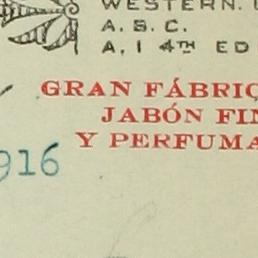 WESTERN.
A.B.C.
A.1 4TH ED
GRAN FÁBRIC
JABÓN FIN
Y PERFUMA
916